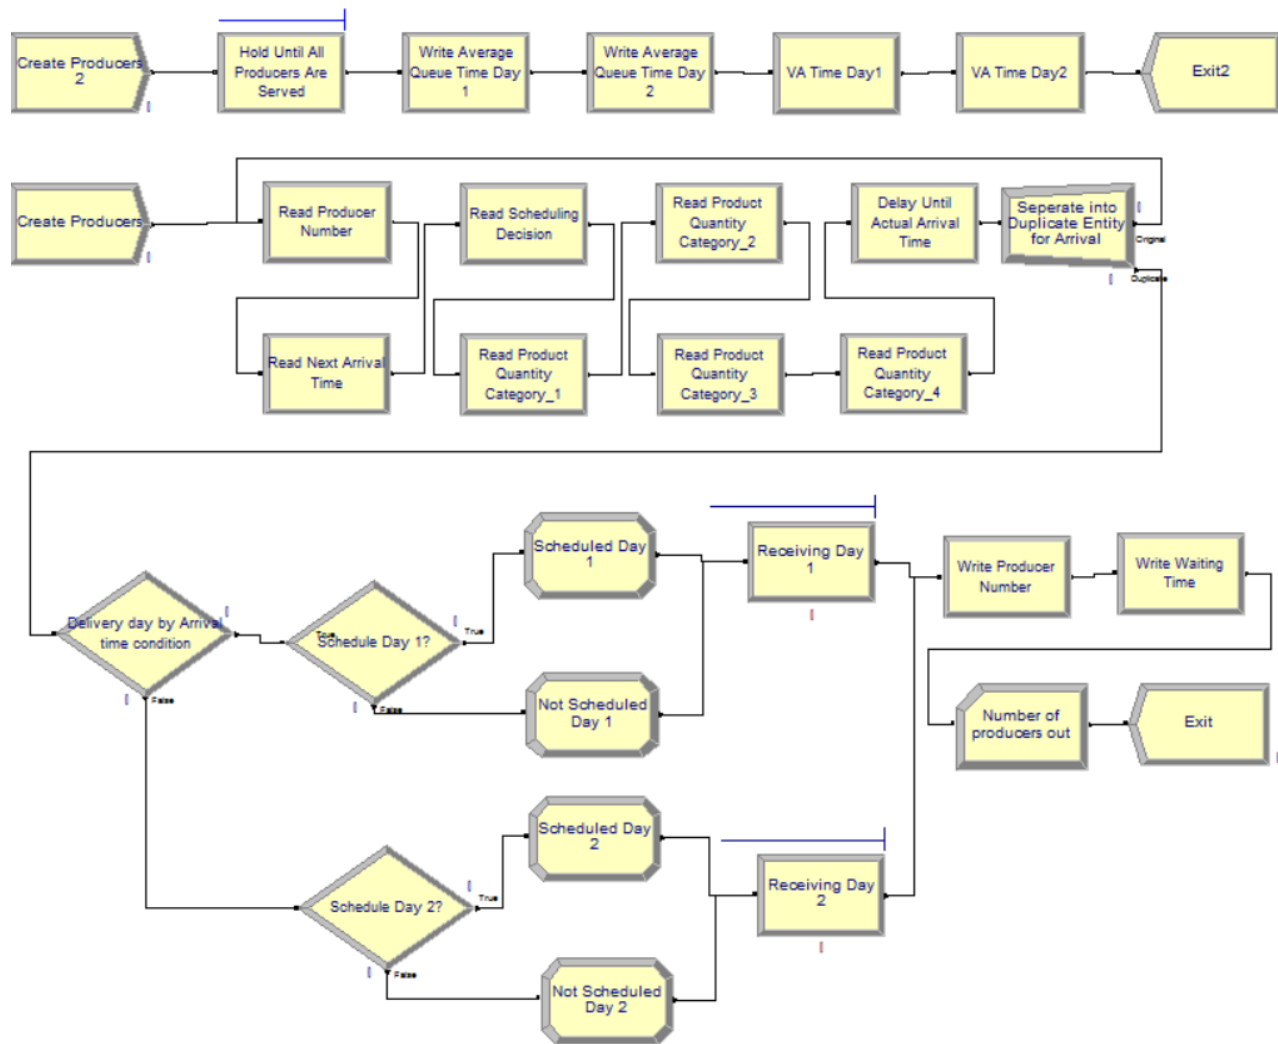 Create Producers
2
Hold Until All
Producers Are
Served
Write Average
Queue Time Day
1
Write Average
Queue Time Day
2
VA Time Day1
VA Time Day2
Exit2
Create Producers
Read Producer
Number
Read Scheduling
Decision
Read Product
Quantity
Category_2
Delay Until
Actual Arrival
Time
Seperate into
Duplicate Entity
for Arrival
Original
Duplicate
Read Next Arrival
Time
Read Product
Quantity
Category_1
Read Product
Quantity
Category_3
Read Product
Quantity
Category_4
Delivery day by Arrival
time condition
True
False
Schedule Day 1?
True
False
Scheduled Day
1
Not Scheduled
Day 1
Receiving Day
1
Write Producer
Number
Write Waiting
Time
Number of
producers out
Exit
Schedule Day 2?
True
False
Scheduled Day
2
Not Scheduled
Day 2
Receiving Day
2